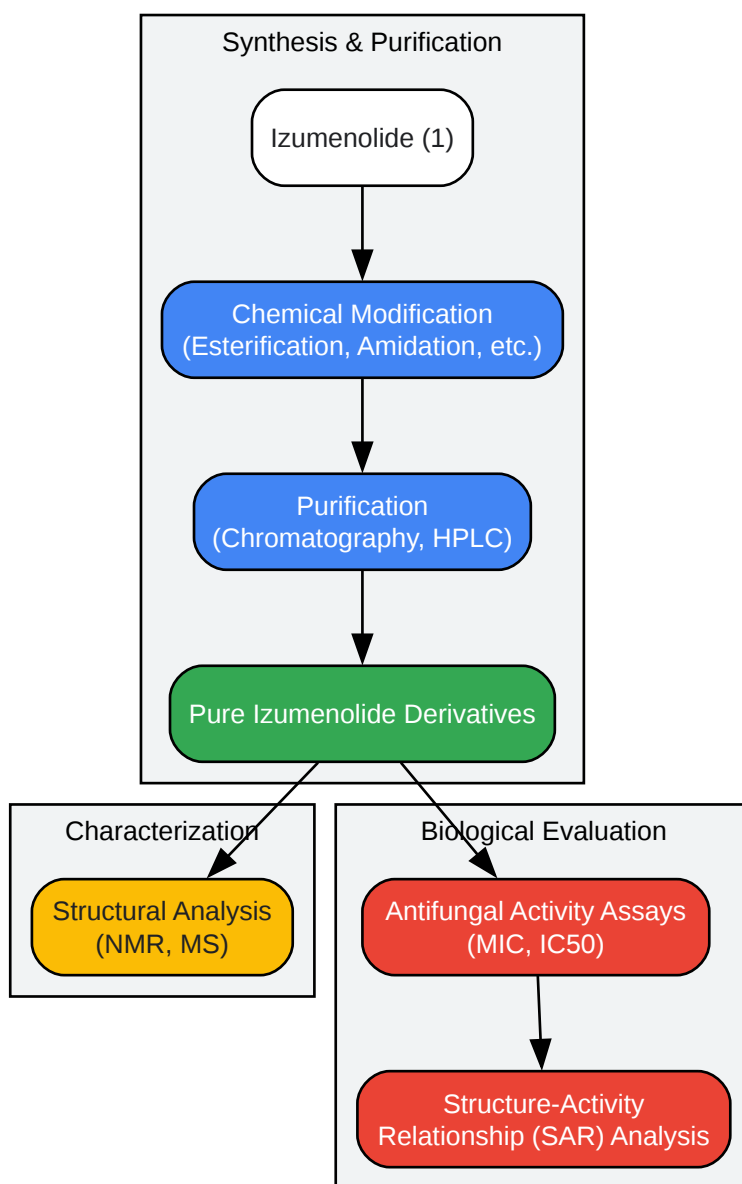 Synthesis & Purification
Izumenolide (1)
Chemical Modification
(Esterification, Amidation, etc.)
Purification
(Chromatography, HPLC)
Pure Izumenolide Derivatives
Characterization
Structural Analysis
(NMR, MS)
Biological Evaluation
Antifungal Activity Assays
(MIC, IC50)
Structure-Activity
Relationship (SAR) Analysis